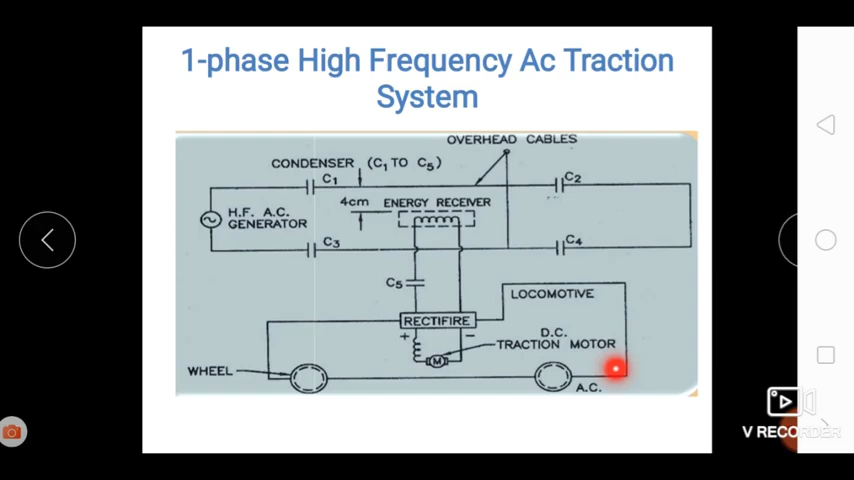 1-phase High Frequency Ac Traction
System
OVERHEAD CABLES
CONDENSER (C1 TO C5)
C1
C2
4cm
ENERGY RECEIVER
H.F. A.C.
GENERATOR
C3
C4
C5
LOCOMOTIVE
RECTIFIRE
+
−
D.C.
TRACTION MOTOR
M
WHEEL
A.C.
V RECORDER